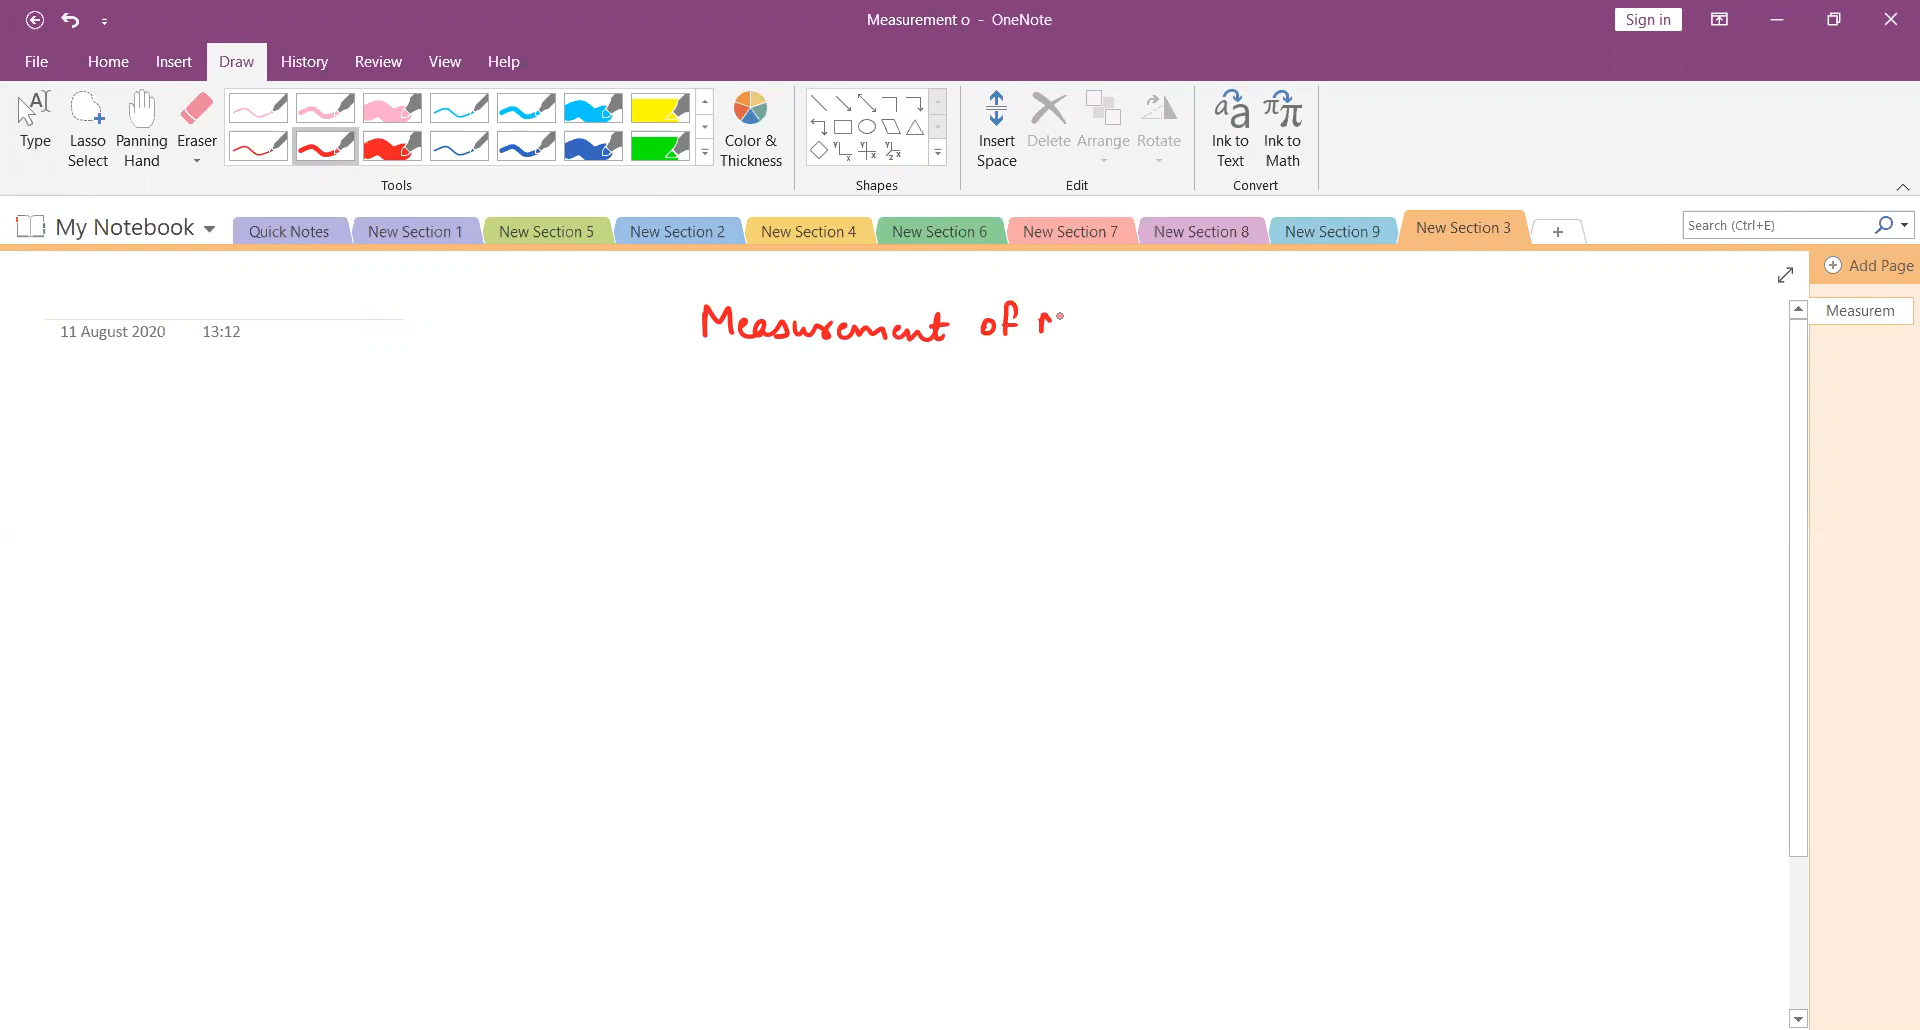 Measurement o - OneNote
Sign in
File Home Insert Draw History Review View Help
Type
Lasso Select
Panning Hand
Eraser
Color & Thickness
Insert Space
Delete
Arrange
Rotate
Ink to Text
Ink to Math
Tools Shapes Edit Convert
My Notebook Quick Notes New Section 1 New Section 5 New Section 2 New Section 4 New Section 6 New Section 7 New Section 8 New Section 9 New Section 3 + Search (Ctrl+E)
Add Page
Measurem
Measurement of
11 August 2020 13:12